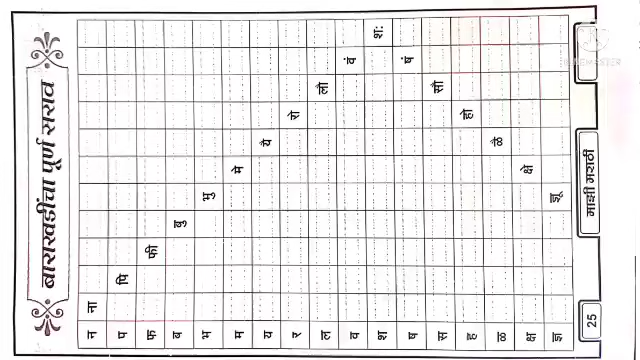 बाराखडींचा पूर्ण सराव
न ना
प पि
फ फी
ब बु
भ भू
म मे
य यै
र रो
ल लौ
व वं
श शः
ष षं
स सौ
ह हो
ळ ळै
क्ष क्षे
ज्ञ ज्ञू
25 माझी मराठी